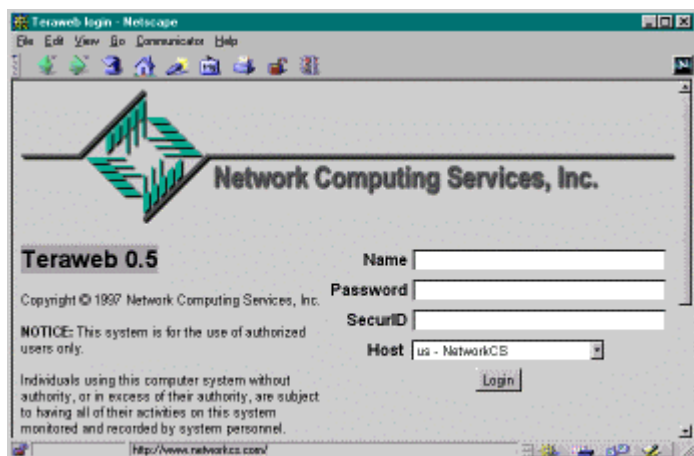 Teraweb login - Netscape
File Edit View Go Communicator Help
Network Computing Services, Inc.
Teraweb 0.5
Copyright © 1997 Network Computing Services, Inc.
NOTICE: This system is for the use of authorized
users only.
Individuals using this computer system without
authority, or in excess of their authority, are subject
to having all of their activities on this system
monitored and recorded by system personnel.
Name
Password
SecurID
Host us - NetworkCS
Login
http://www.networkcs.com/